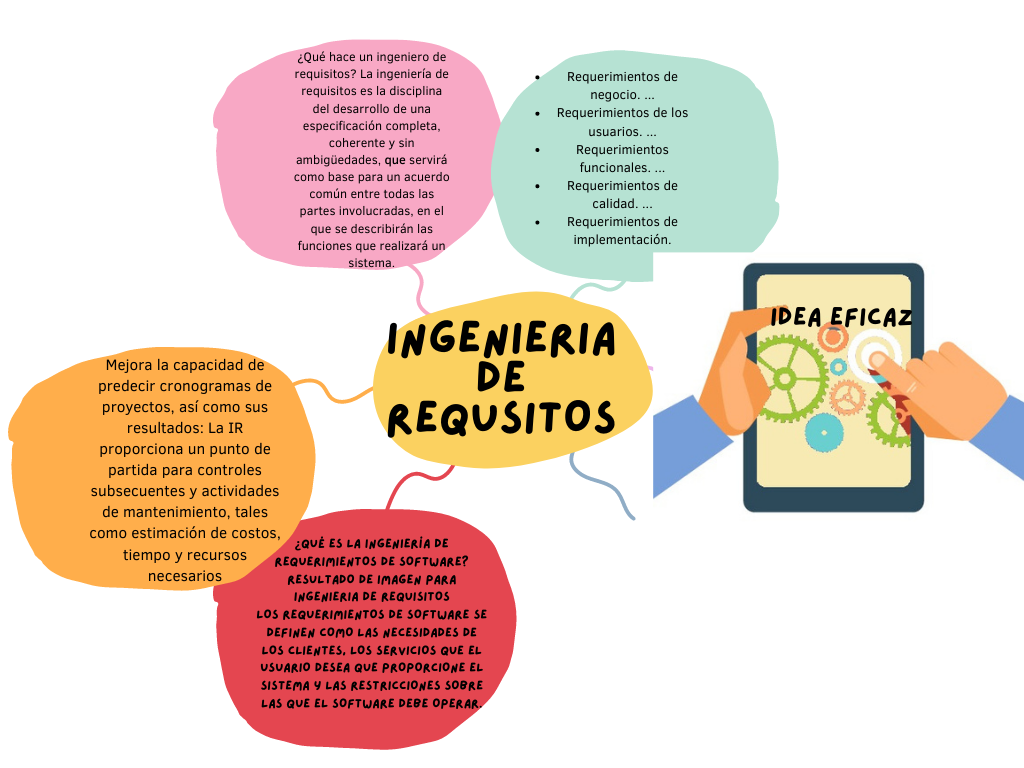 ¿Qué hace un ingeniero de
requisitos? La ingeniería de
requisitos es la disciplina
del desarrollo de una
especificación completa,
coherente y sin
ambigüedades, que servirá
como base para un acuerdo
común entre todas las
partes involucradas, en el
que se describirán las
funciones que realizará un
sistema.
• Requerimientos de
negocio. ...
• Requerimientos de los
usuarios. ...
• Requerimientos
funcionales. ...
• Requerimientos de
calidad. ...
• Requerimientos de
implementación.
IDEA EFICAZ
INGENIERIA
DE
REQUSITOS
Mejora la capacidad de
predecir cronogramas de
proyectos, así como sus
resultados: La IR
proporciona un punto de
partida para controles
subsecuentes y actividades
de mantenimiento, tales
como estimación de costos,
tiempo y recursos
necesarios
¿QUÉ ES LA INGENIERÍA DE
REQUERIMIENTOS DE SOFTWARE?
RESULTADO DE IMAGEN PARA
INGENIERIA DE REQUISITOS
LOS REQUERIMIENTOS DE SOFTWARE SE
DEFINEN COMO LAS NECESIDADES DE
LOS CLIENTES, LOS SERVICIOS QUE EL
USUARIO DESEA QUE PROPORCIONE EL
SISTEMA Y LAS RESTRICCIONES SOBRE
LAS QUE EL SOFTWARE DEBE OPERAR.